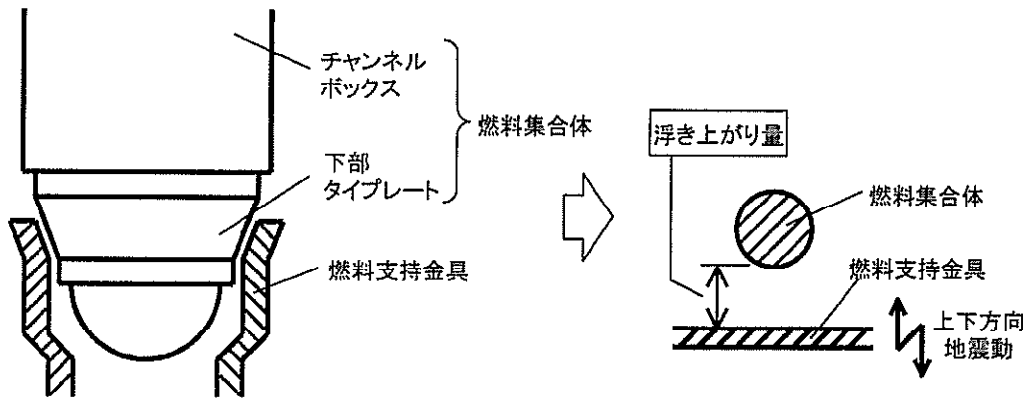 チャンネル
ボックス
燃料集合体
下部
タイプレート
燃料支持金具
浮き上がり量
燃料集合体
燃料支持金具
上下方向
地震動